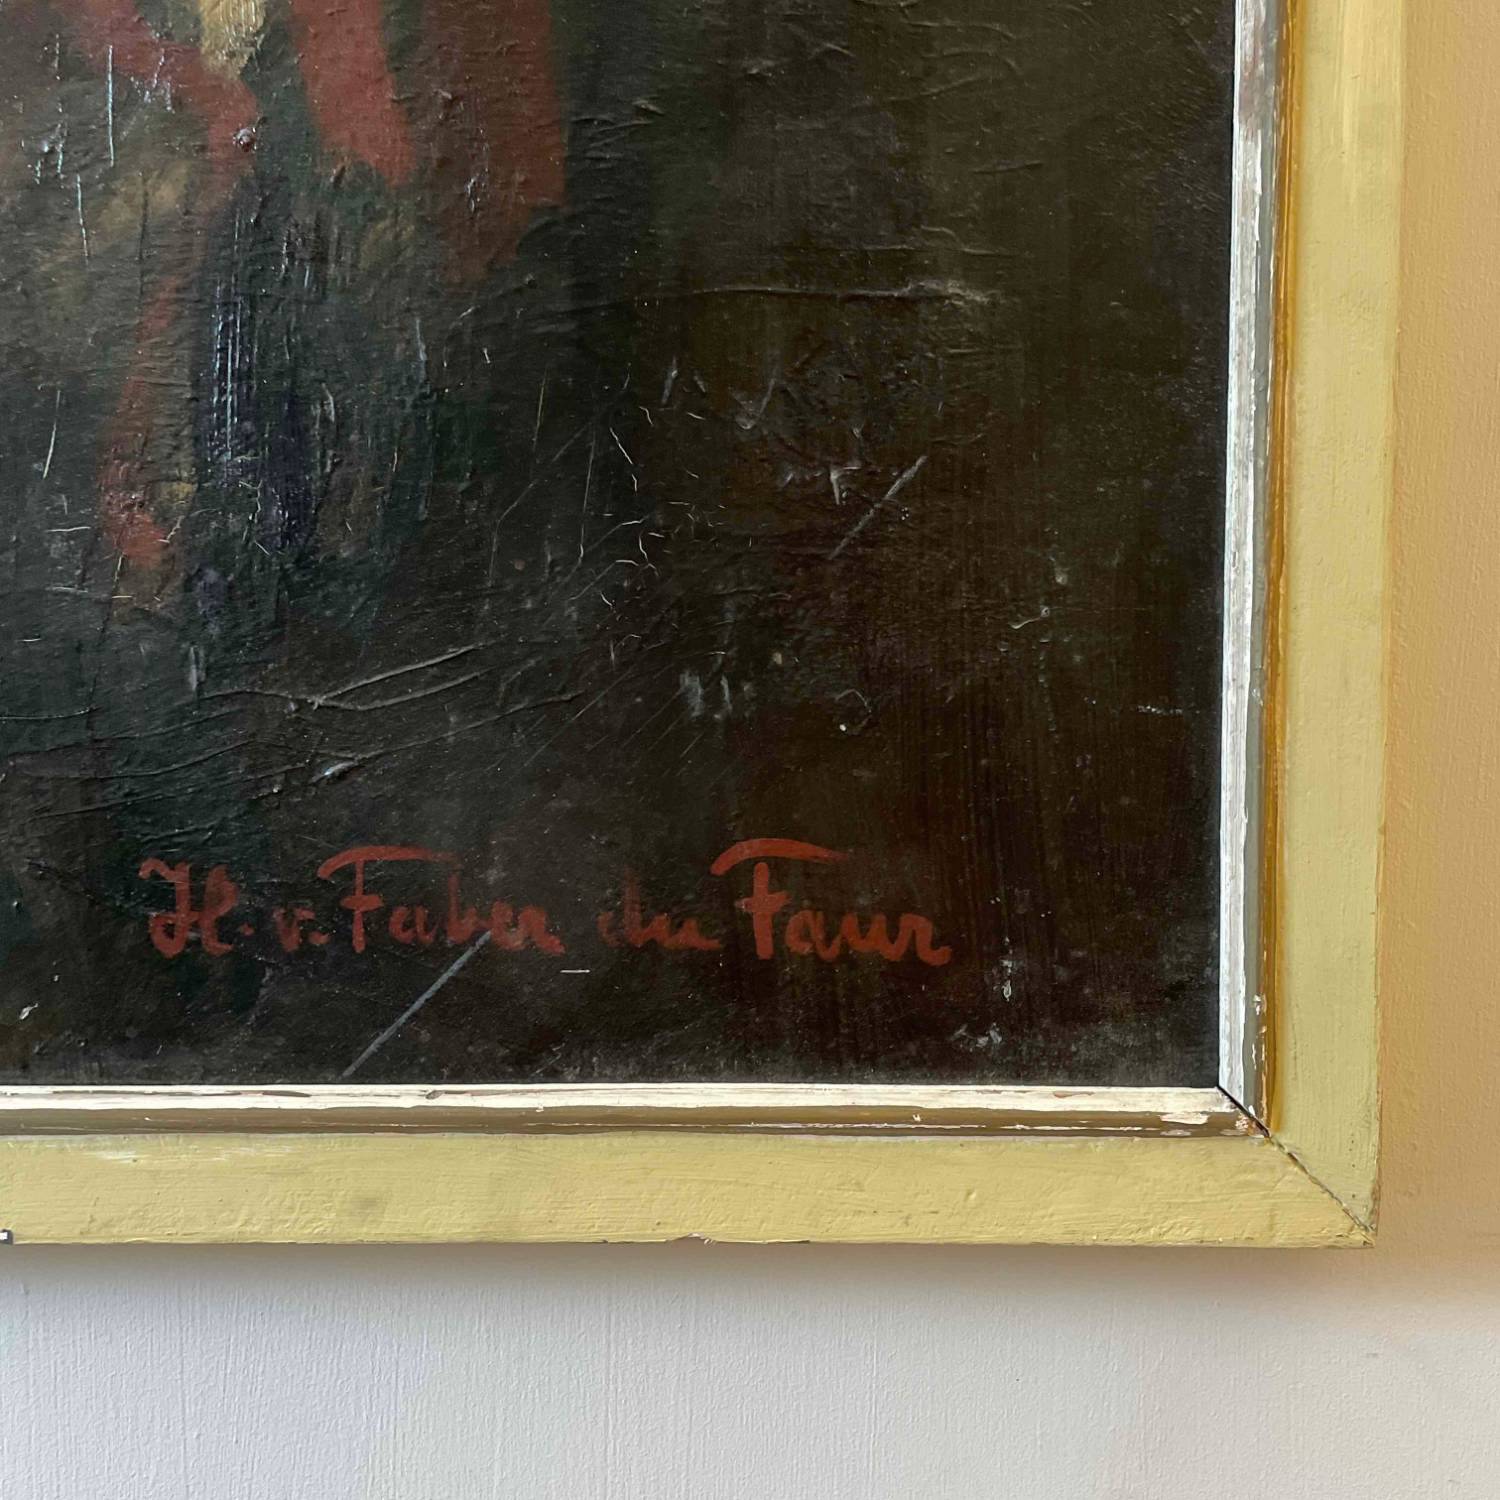 H. v. Faber du Faur